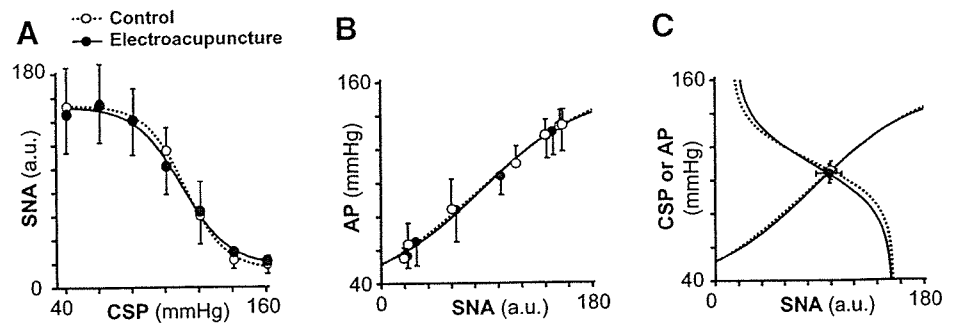 Control
Electroacupuncture
A
180
SNA (a.u.)
0
40
CSP (mmHg)
160
B
160
AP (mmHg)
40
0
SNA (a.u.)
180
C
160
CSP or AP
(mmHg)
40
0
SNA (a.u.)
180